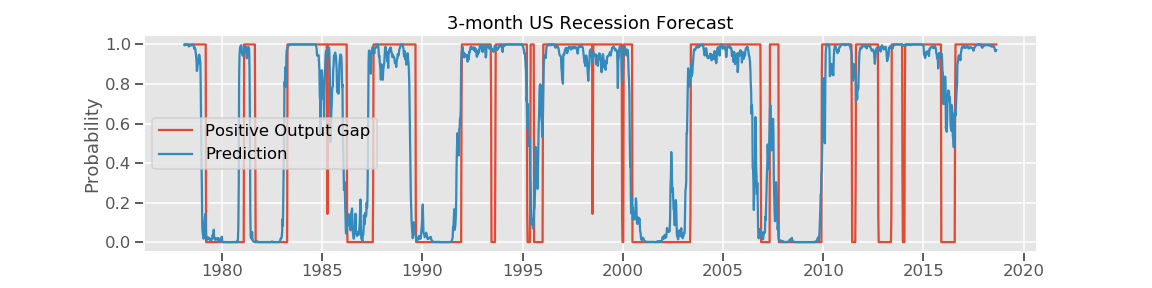 3-month US Recession Forecast
Probability
1.0
0.8
0.6
0.4
0.2
0.0
Positive Output Gap
Prediction
1980 1985 1990 1995 2000 2005 2010 2015 2020